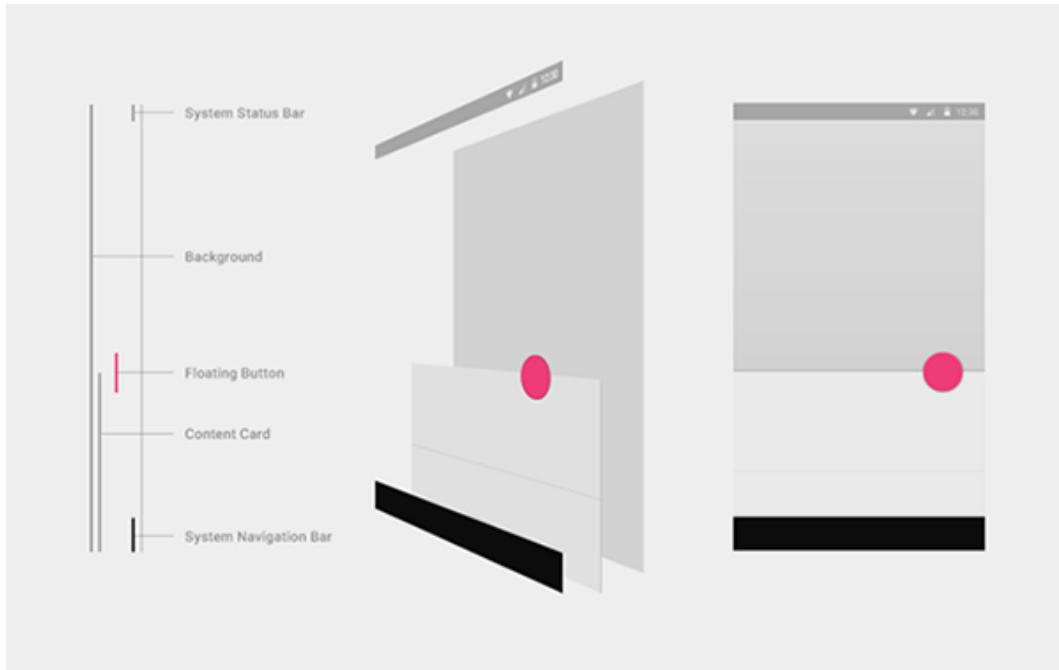 System Status Bar
Background
Floating Button
Content Card
System Navigation Bar
12:30
12:30